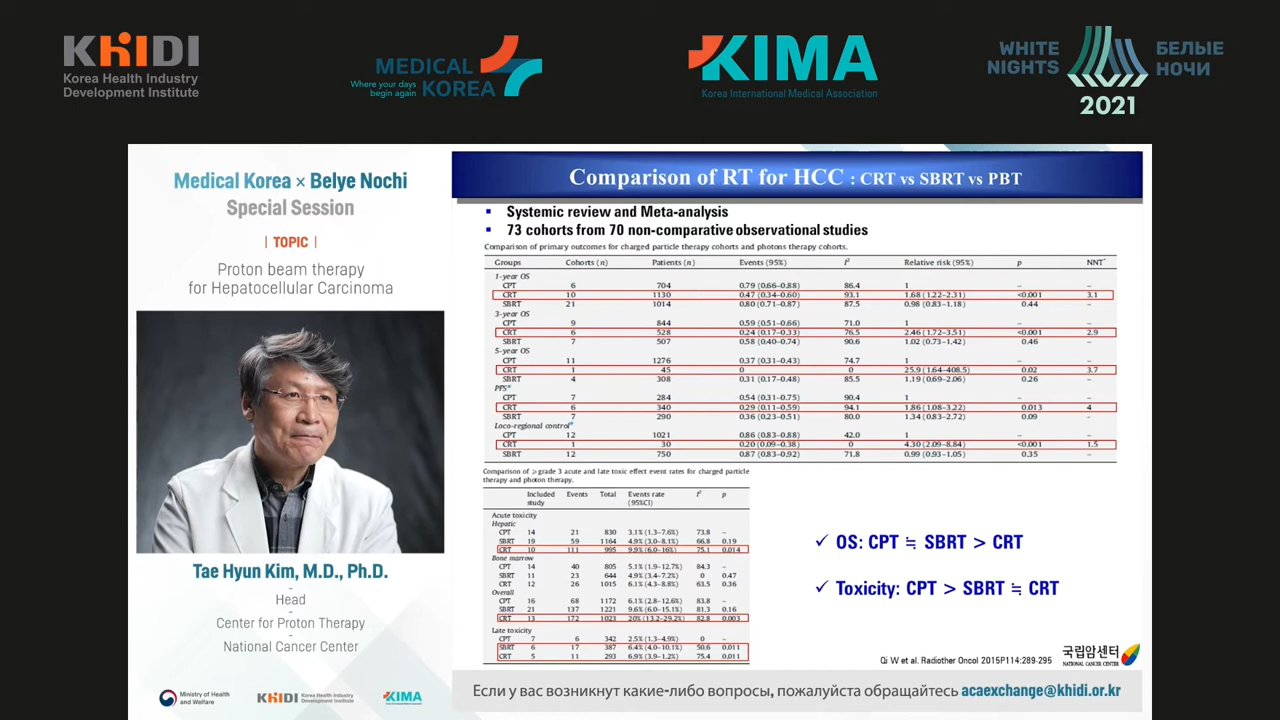 KHIDI
Korea Health Industry
Development Institute
MEDICAL
KOREA
Where your days
begin again
KIMA
Korea International Medical Association
WHITE
NIGHTS
БЕЛЫЕ
НОЧИ
2021
Medical Korea × Belye Nochi
Special Session
| TOPIC |
Proton beam therapy
for Hepatocellular Carcinoma
Tae Hyun Kim, M.D., Ph.D.
Head
Center for Proton Therapy
National Cancer Center
Ministry of Health
and Welfare
KHIDI
Korea Health Industry
Development Institute
KIMA
Comparison of RT for HCC : CRT vs SBRT vs PBT
▪ Systemic review and Meta-analysis
▪ 73 cohorts from 70 non-comparative observational studies
Comparison of primary outcomes for charged particle therapy cohorts and photons therapy cohorts.
Groups Cohorts (n) Patients (n) Events (95%) I² Relative risk (95%) p NNT*
1-year OS
CPT 6 704 0.79 (0.66–0.88) 86.4 1 – –
CRT 10 1130 0.47 (0.34–0.60) 93.1 1.68 (1.22–2.31) <0.001 3.1
SBRT 21 1014 0.80 (0.71–0.87) 87.5 0.98 (0.83–1.18) 0.44 –
3-year OS
CPT 9 844 0.59 (0.51–0.66) 71.0 1 – –
CRT 6 528 0.24 (0.17–0.33) 76.5 2.46 (1.72–3.51) <0.001 2.9
SBRT 7 507 0.58 (0.40–0.74) 90.6 1.02 (0.73–1.42) 0.46 –
5-year OS
CPT 11 1276 0.37 (0.31–0.43) 74.7 1 – –
CRT 1 45 0 0 25.9 (1.64–408.5) 0.02 3.7
SBRT 4 308 0.31 (0.17–0.48) 85.5 1.19 (0.69–2.06) 0.26 –
PFS
CPT 7 284 0.54 (0.31–0.75) 90.4 1 – –
CRT 6 340 0.29 (0.11–0.59) 94.1 1.86 (1.08–3.22) 0.013 4
SBRT 7 290 0.36 (0.23–0.51) 80.0 1.34 (0.83–2.72) 0.09 -
Loco-regional control
CPT 12 1021 0.86 (0.83–0.88) 42.0 1 – –
CRT 1 30 0.20 (0.09–0.38) 0 4.30 (2.09–8.84) <0.001 1.5
SBRT 12 750 0.87 (0.83–0.92) 71.8 0.99 (0.93–1.05) 0.35 –
Comparison of ⩾grade 3 acute and late toxic effect event rates for charged particle
therapy and photon therapy.
Included Events Total Events rate I² p
study (95%CI)
Acute toxicity
Hepatic
CPT 14 21 830 3.1% (1.3–7.6%) 73.8 –
SBRT 19 59 1164 4.9% (3.0–8.1%) 66.8 0.19
CRT 10 111 995 9.9% (6.0–16%) 75.1 0.014
Bone marrow
CPT 14 40 805 5.1% (1.9–12.7%) 84.3 –
SBRT 11 23 644 4.9% (3.4–7.2%) 0 0.47
CRT 12 26 1015 6.1% (4.3–8.8%) 63.5 0.36
Overall
CPT 16 68 1172 6.1% (2.8–12.6%) 83.8 –
SBRT 21 137 1221 9.6% (6.0–15.1%) 81.3 0.16
CRT 13 172 1023 20% (13.2–29.2%) 82.8 0.003
Late toxicity
CPT 7 6 342 2.5% (1.3–4.9%) 0 –
SBRT 6 17 387 6.4% (4.0–10.1%) 50.6 0.011
CRT 5 11 293 6.9% (3.9–1.2%) 75.4 0.011
✓ OS: CPT ≒ SBRT > CRT
✓ Toxicity: CPT > SBRT ≒ CRT
Qi W et al. Radiother Oncol 2015P114:289-295
국립암센터
NATIONAL CANCER CENTER
Если у вас возникнут какие-либо вопросы, пожалуйста обращайтесь acaexchange@khidi.or.kr